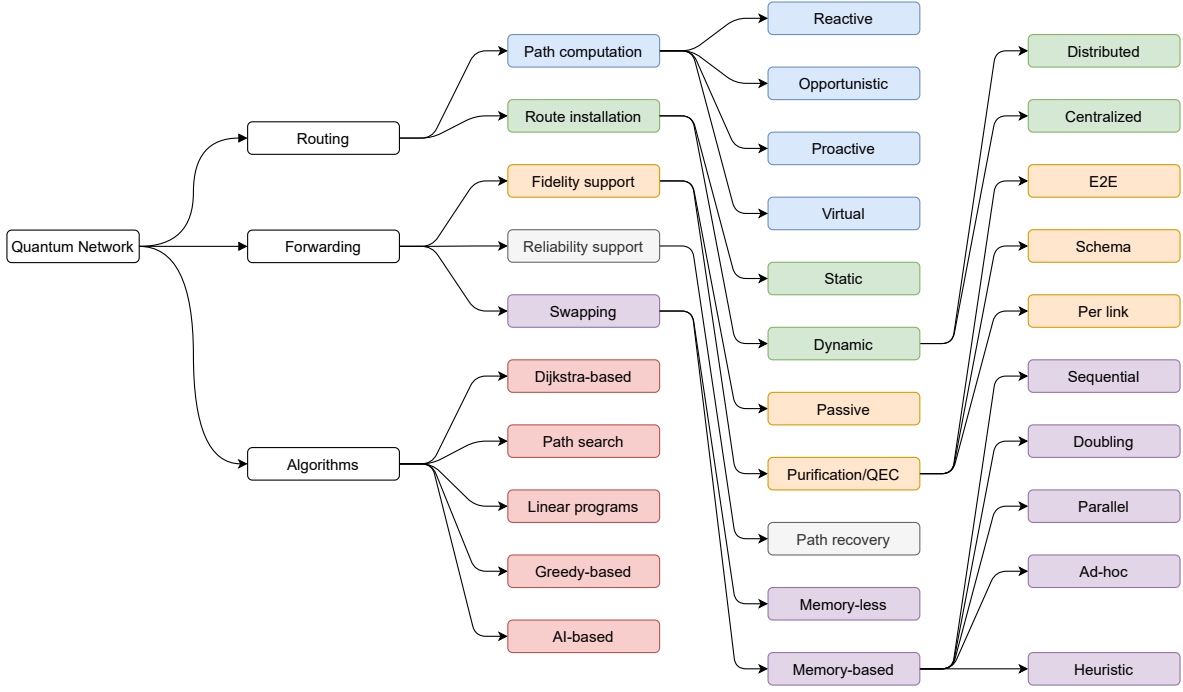 Quantum Network
Routing
Forwarding
Algorithms
Path computation
Route installation
Fidelity support
Reliability support
Swapping
Dijkstra-based
Path search
Linear programs
Greedy-based
AI-based
Reactive
Opportunistic
Proactive
Virtual
Static
Dynamic
Passive
Purification/QEC
Path recovery
Memory-less
Memory-based
Distributed
Centralized
E2E
Schema
Per link
Sequential
Doubling
Parallel
Ad-hoc
Heuristic